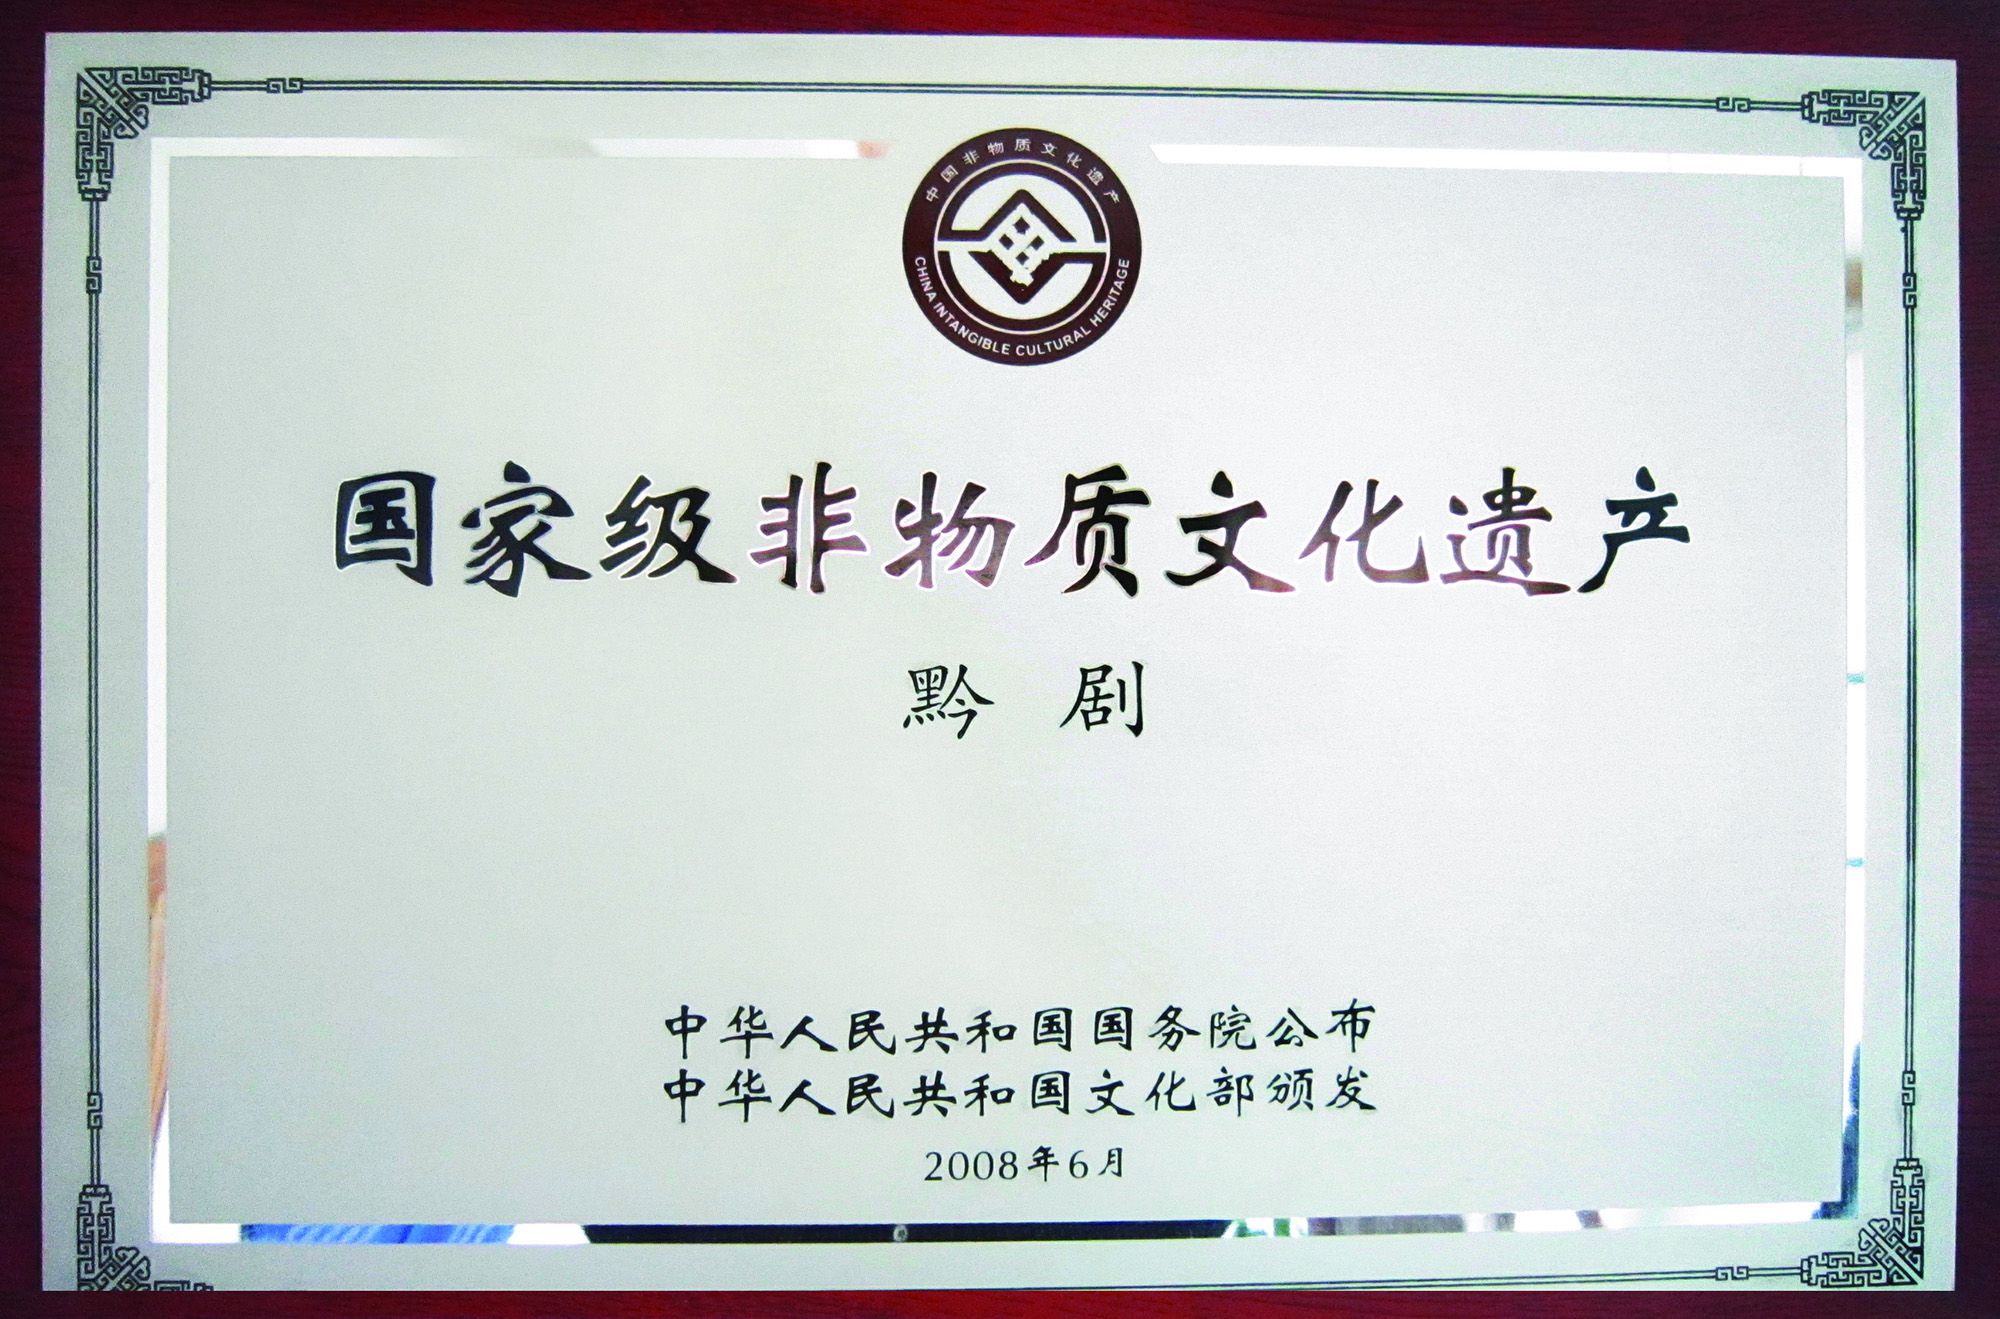 中国非物质文化遗产
CHINA INTANGIBLE CULTURAL HERITAGE
国家级非物质文化遗产
黔 剧
中华人民共和国国务院公布
中华人民共和国文化部颁发
2008年6月